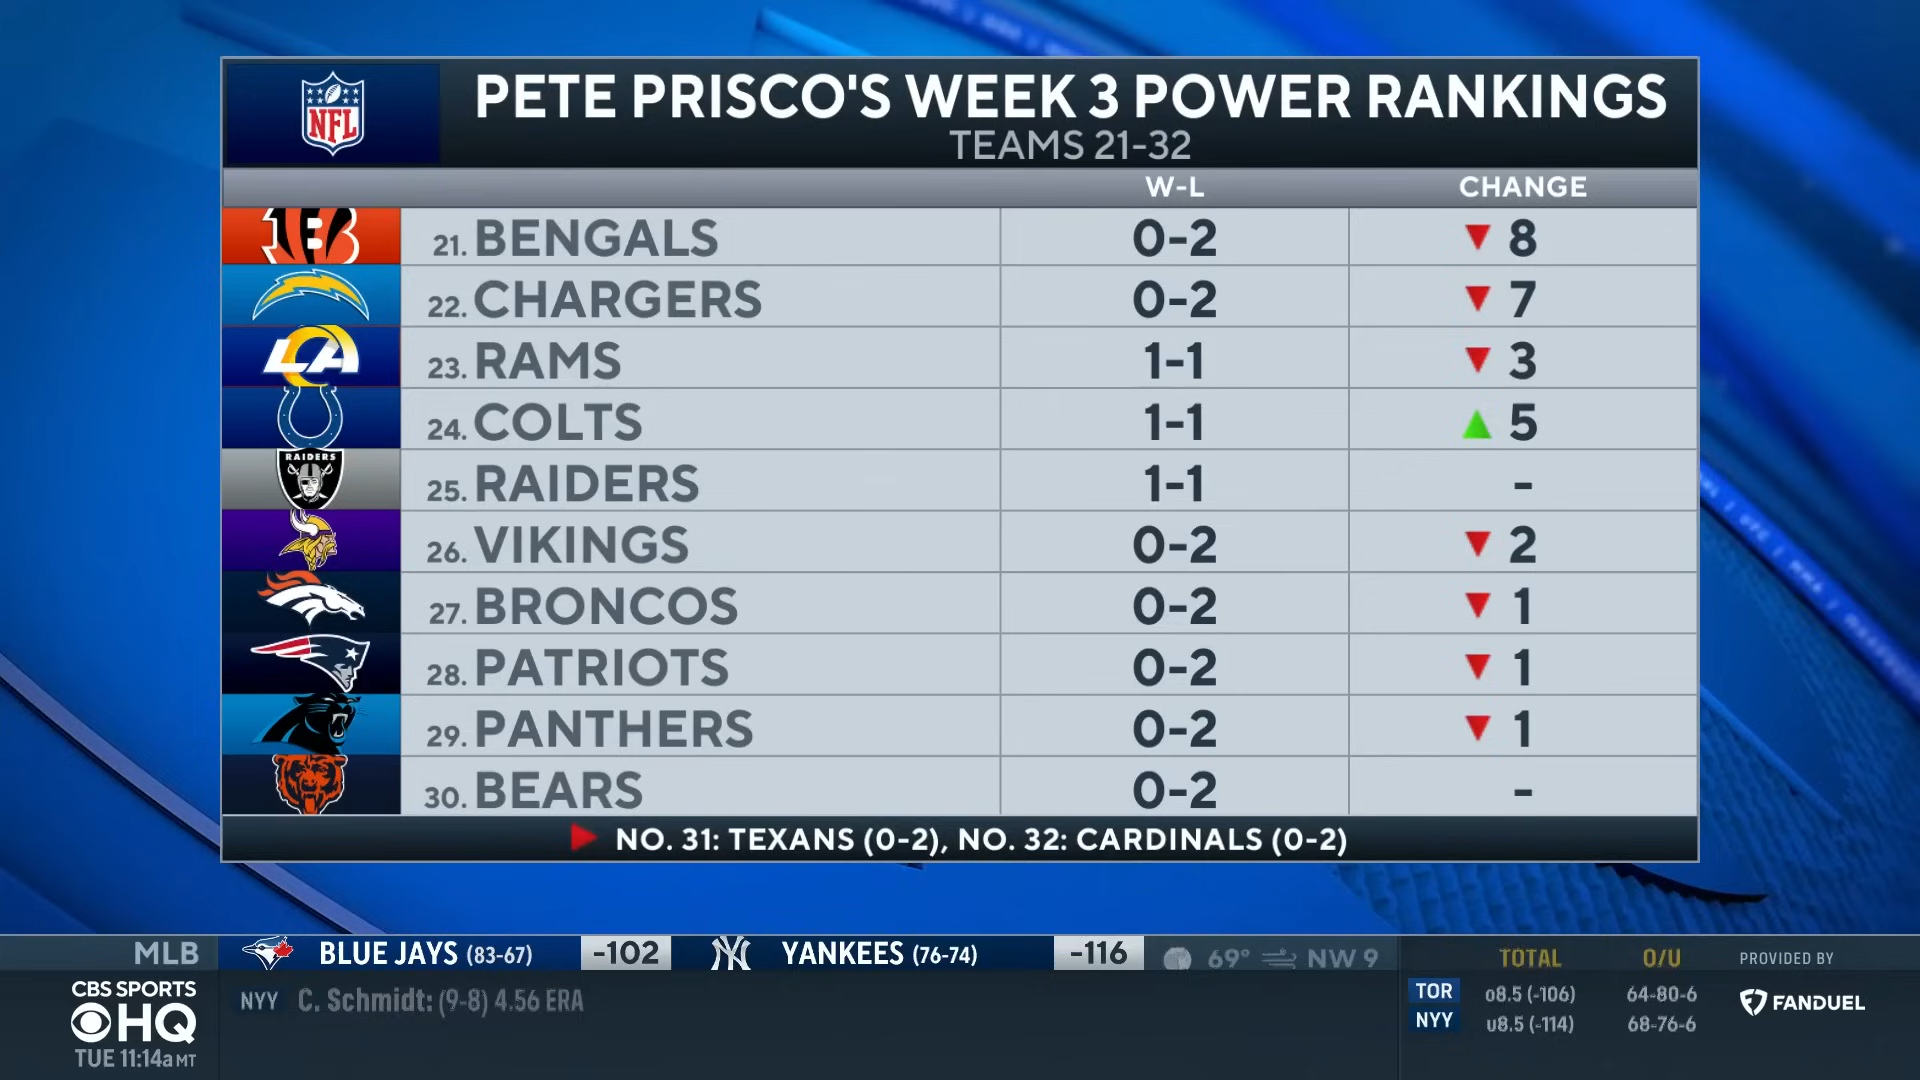 NFL
PETE PRISCO'S WEEK 3 POWER RANKINGS
TEAMS 21-32
W-L CHANGE
21. BENGALS 0-2 ▼ 8
22. CHARGERS 0-2 ▼ 7
LA 23. RAMS 1-1 ▼ 3
24. COLTS 1-1 ▲ 5
RAIDERS 25. RAIDERS 1-1 -
26. VIKINGS 0-2 ▼ 2
27. BRONCOS 0-2 ▼ 1
28. PATRIOTS 0-2 ▼ 1
29. PANTHERS 0-2 ▼ 1
30. BEARS 0-2 -
NO. 31: TEXANS (0-2), NO. 32: CARDINALS (0-2)
MLB BLUE JAYS (83-67) -102 NY YANKEES (76-74) -116 69° NW 9 TOTAL O/U PROVIDED BY
CBS SPORTS HQ
NYY C. Schmidt: (9-8) 4.56 ERA
TOR o8.5 (-106) 64-80-6 FANDUEL
NYY u8.5 (-114) 68-76-6
TUE 11:14a MT